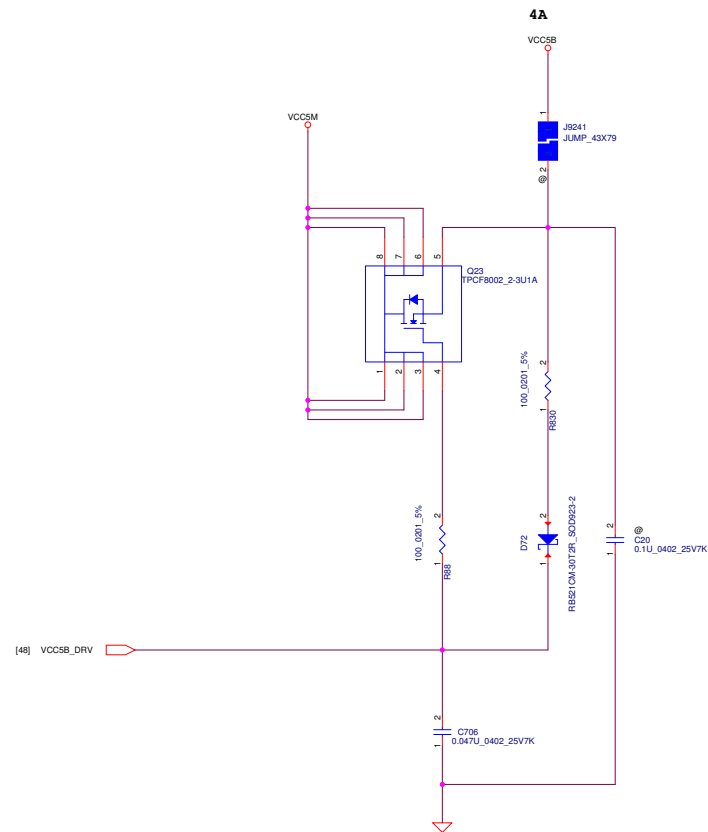 4A
VCC5B
VCC5M
1
J9241
JUMP_43X79
2
@
8
7
6
5
Q23
TPCF8002_2-3U1A
1
2
3
4
2
100_0201_5%
1
R830
2
100_0201_5%
1
R88
2
D72
1
RB521CM-30T2R_SOD923-2
2
@
C20
0.1U_0402_25V7K
1
[48] VCC5B_DRV
2
C706
0.047U_0402_25V7K
1